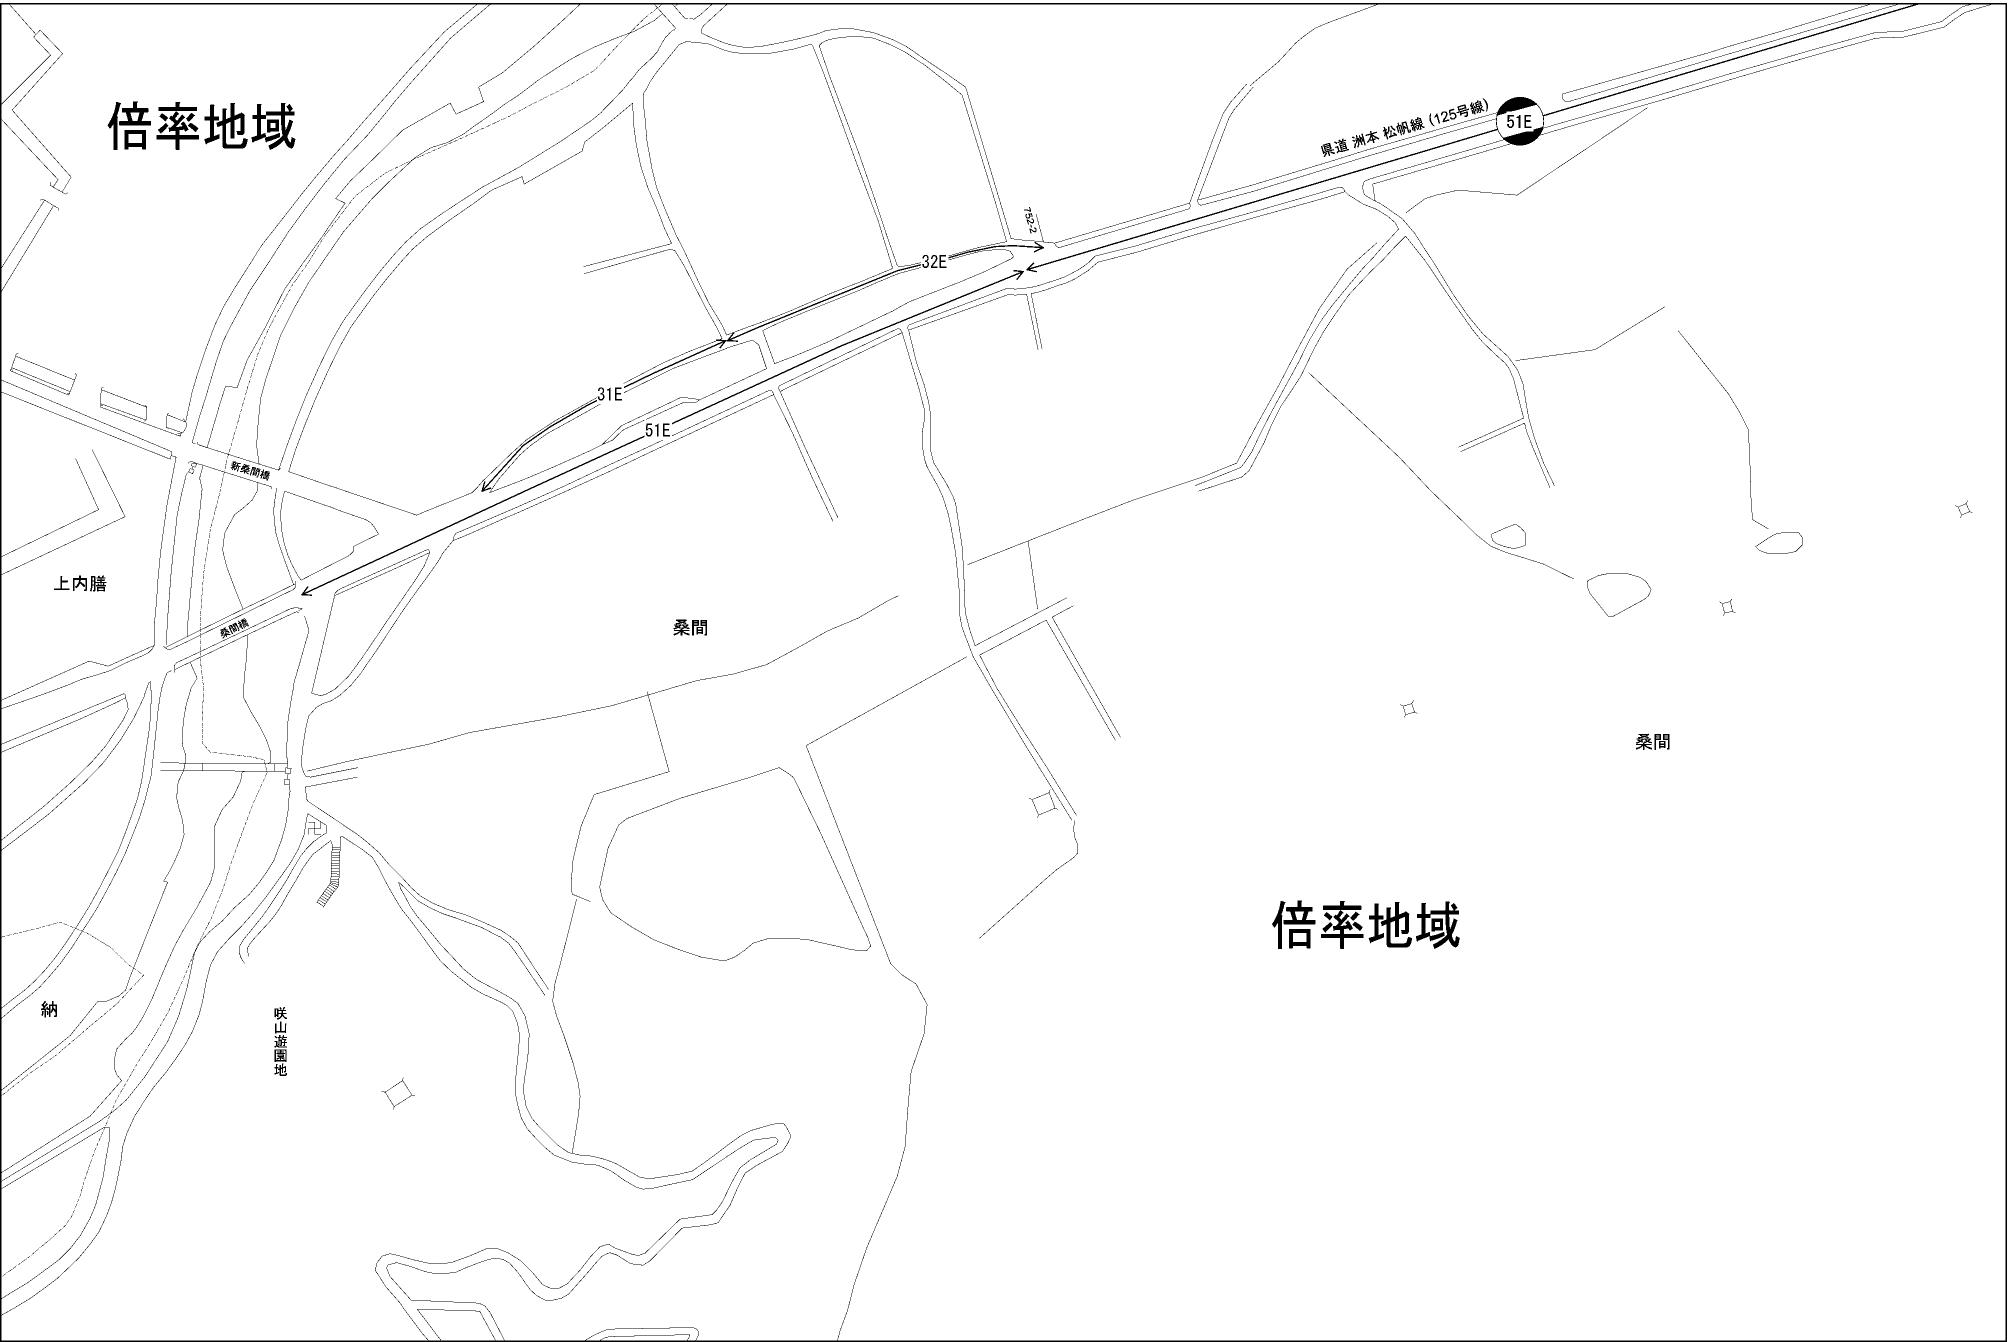 倍率地域
県道 洲本 松帆線 (125号線)
51E
752-2
32E
31E
51E
新桑間橋
上内膳
桑間橋
桑間
桑間
倍率地域
納
咲山遊園地